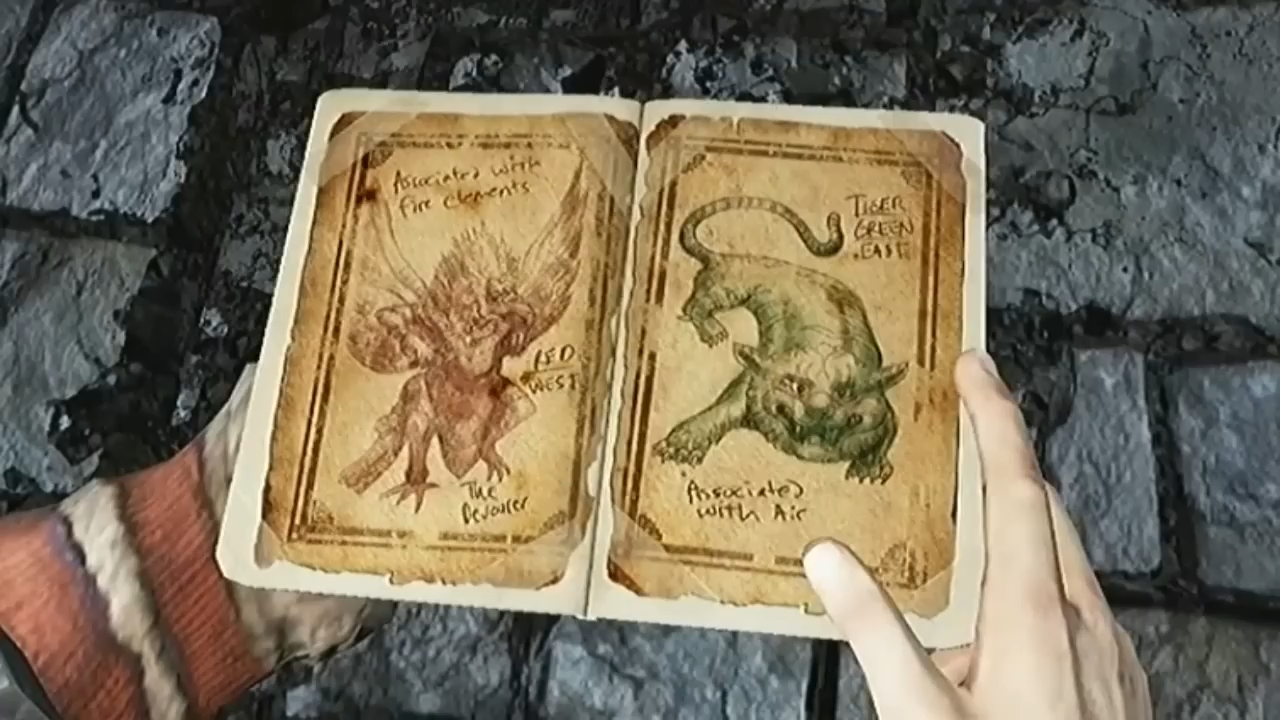 Associated with
fire elements
RED
WEST
The
Devourer
TIGER
GREEN
.EAST
Associated
with Air